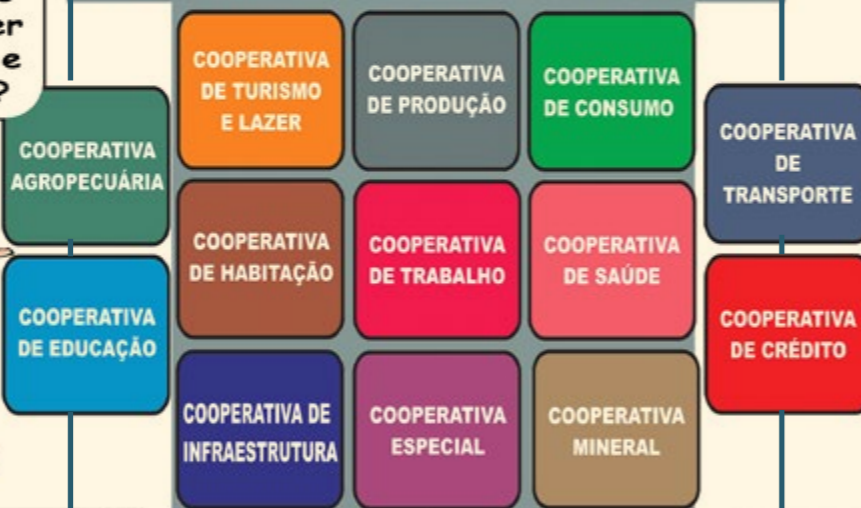 er
e
?
COOPERATIVA
AGROPECUÁRIA
COOPERATIVA
DE EDUCAÇÃO
COOPERATIVA
DE TURISMO
E LAZER
COOPERATIVA
DE PRODUÇÃO
COOPERATIVA
DE CONSUMO
COOPERATIVA
DE HABITAÇÃO
COOPERATIVA
DE TRABALHO
COOPERATIVA
DE SAÚDE
COOPERATIVA DE
INFRAESTRUTURA
COOPERATIVA
ESPECIAL
COOPERATIVA
MINERAL
COOPERATIVA
DE
TRANSPORTE
COOPERATIVA
DE CRÉDITO